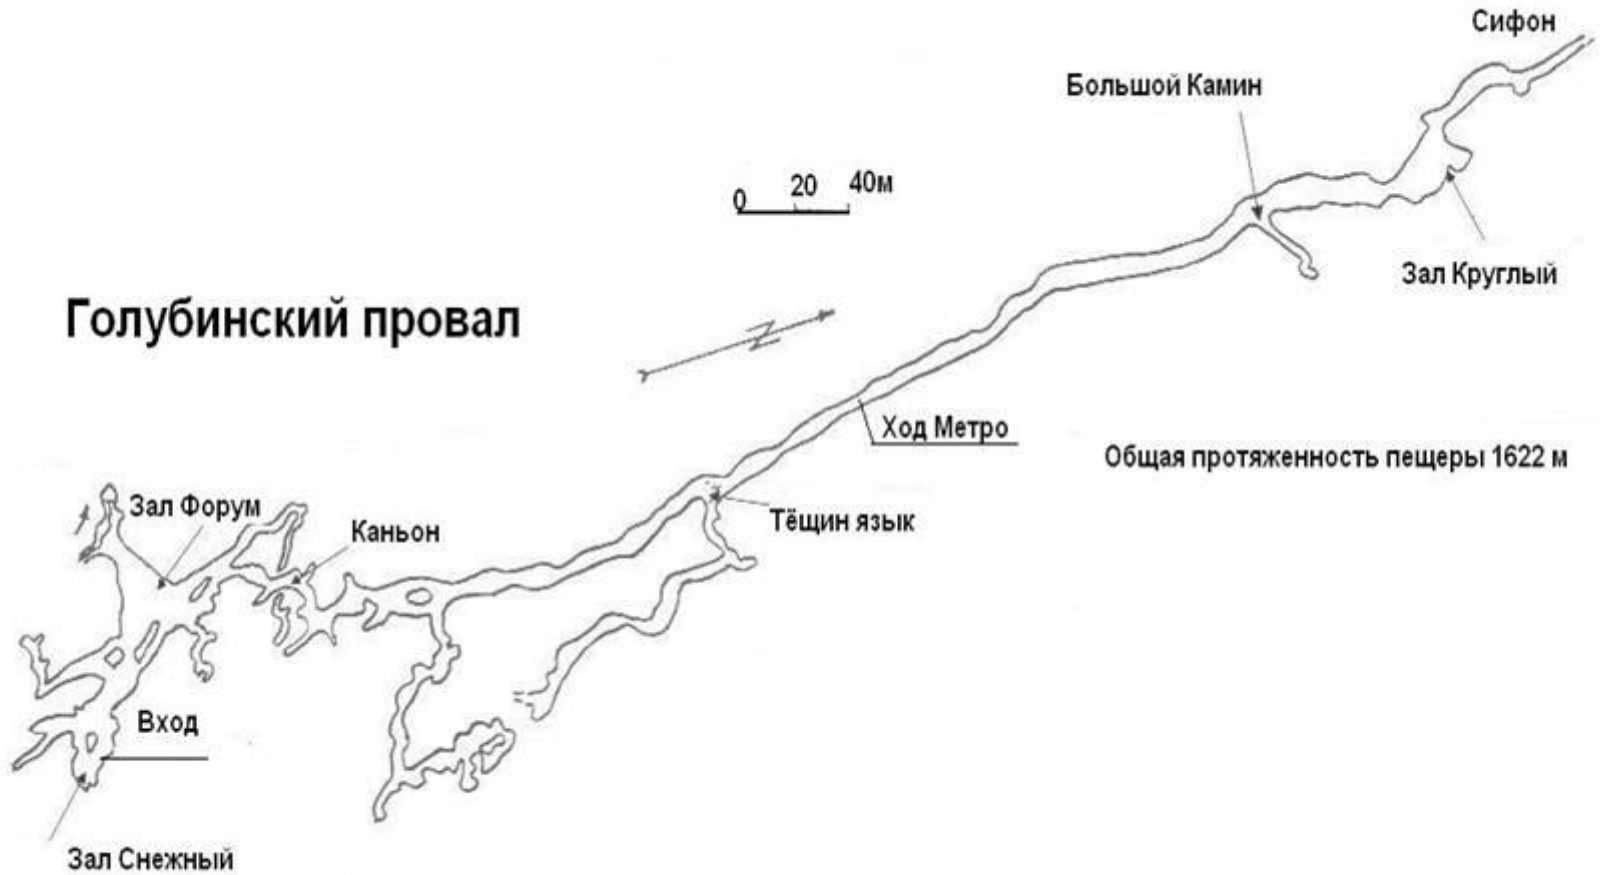 Сифон
Большой Камин
0 20 40м
Зал Круглый
Голубинский провал
N
Ход Метро
Общая протяженность пещеры 1622 м
Зал Форум
Каньон
Тёщин язык
Вход
Зал Снежный